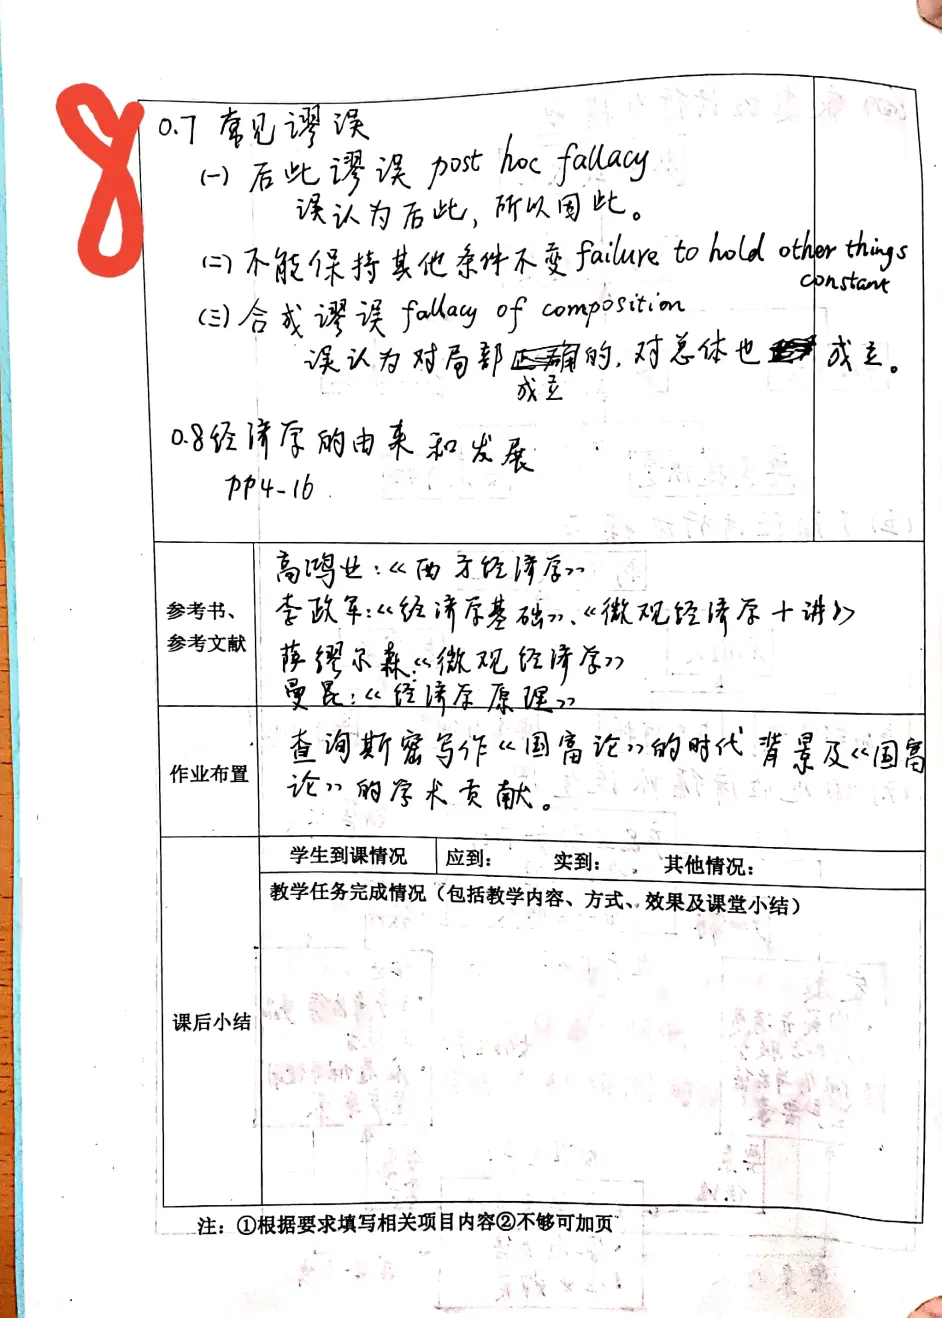 8
0.7 常见谬误
(一) 后此谬误 post hoc fallacy
误认为后此,所以因此。
(二) 不能保持其他条件不变 failure to hold other things
constant
(三) 合成谬误 fallacy of composition
误认为对局部成立的,对总体也成立。
0.8 经济学的由来和发展
pp4-16
参考书、
参考文献
高鸿业:《西方经济学》
李政军:《经济学基础》、《微观经济学十讲》
萨缪尔森:《微观经济学》
曼昆:《经济学原理》
作业布置
查询斯密写作《国富论》的时代背景及《国富
论》的学术贡献。
课后小结
学生到课情况 应到: 实到: 其他情况:
教学任务完成情况(包括教学内容、方式、效果及课堂小结)
注:①根据要求填写相关项目内容②不够可加页